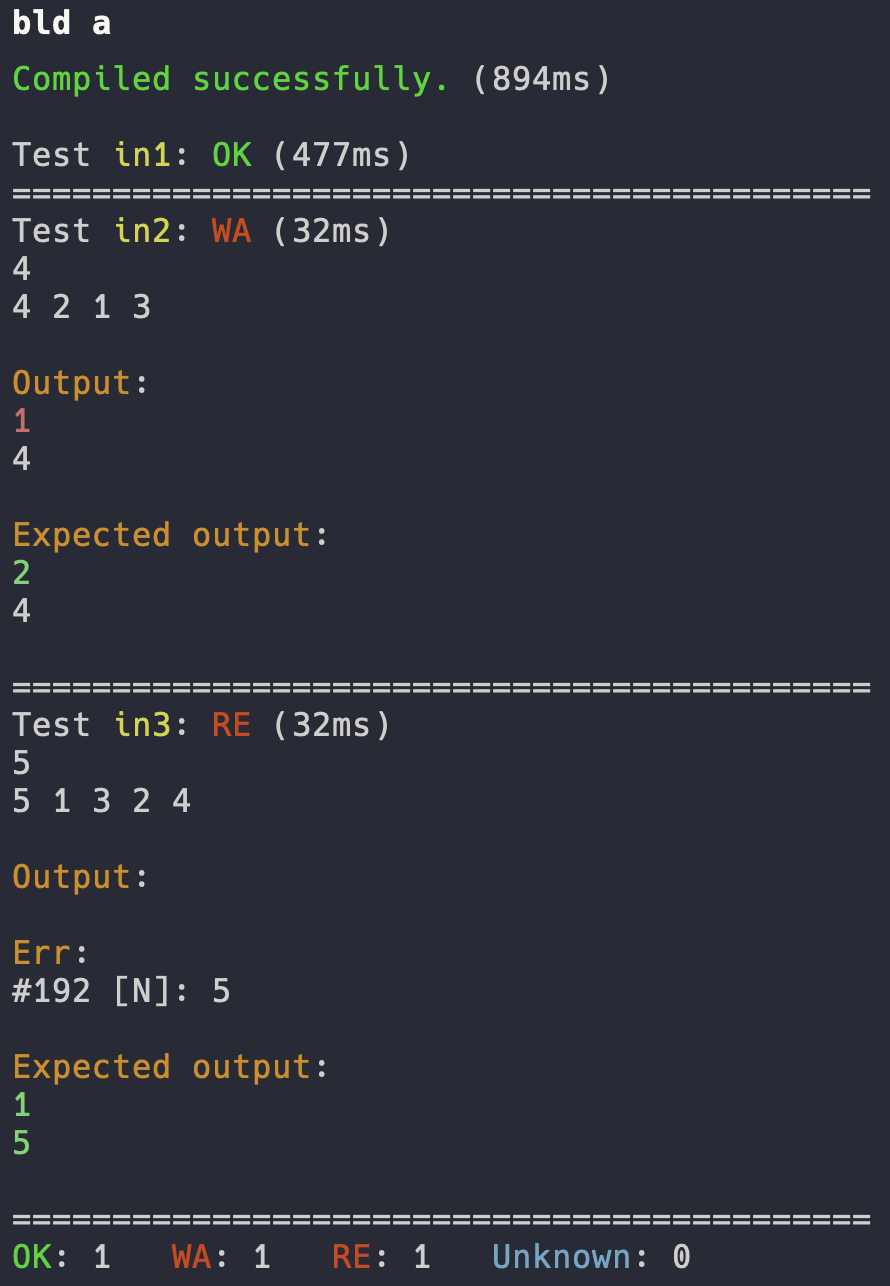 bld a
Compiled successfully. (894ms)
Test in1: OK (477ms)
===========================================
Test in2: WA (32ms)
4
4 2 1 3
Output:
1
4
Expected output:
2
4
===========================================
Test in3: RE (32ms)
5
5 1 3 2 4
Output:
Err:
#192 [N]: 5
Expected output:
1
5
===========================================
OK: 1   WA: 1   RE: 1   Unknown: 0